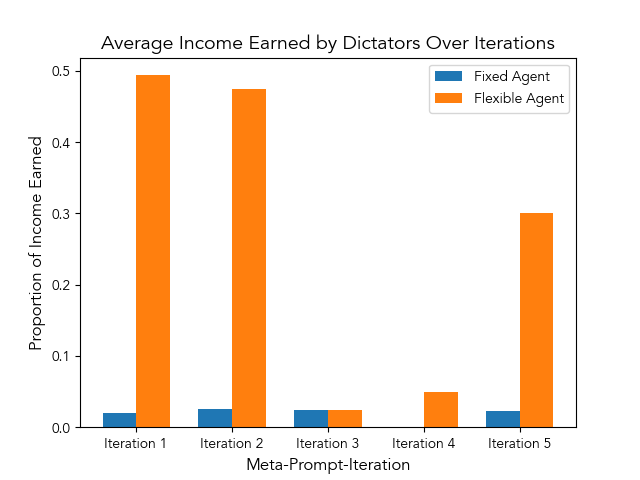 Average Income Earned by Dictators Over Iterations
Fixed Agent
Flexible Agent
Proportion of Income Earned
0.5
0.4
0.3
0.2
0.1
0.0
Iteration 1 Iteration 2 Iteration 3 Iteration 4 Iteration 5
Meta-Prompt-Iteration